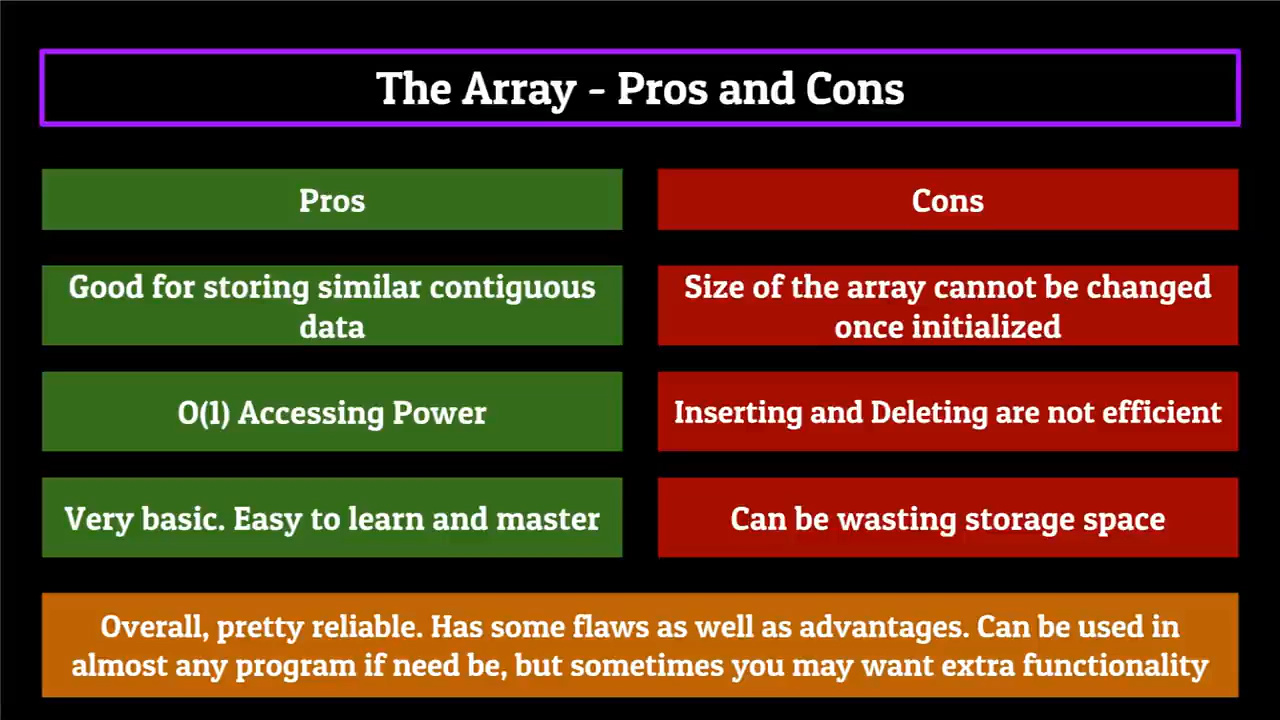 The Array - Pros and Cons
Pros
Cons
Good for storing similar contiguous
data
Size of the array cannot be changed
once initialized
O(1) Accessing Power
Inserting and Deleting are not efficient
Very basic. Easy to learn and master
Can be wasting storage space
Overall, pretty reliable. Has some flaws as well as advantages. Can be used in
almost any program if need be, but sometimes you may want extra functionality